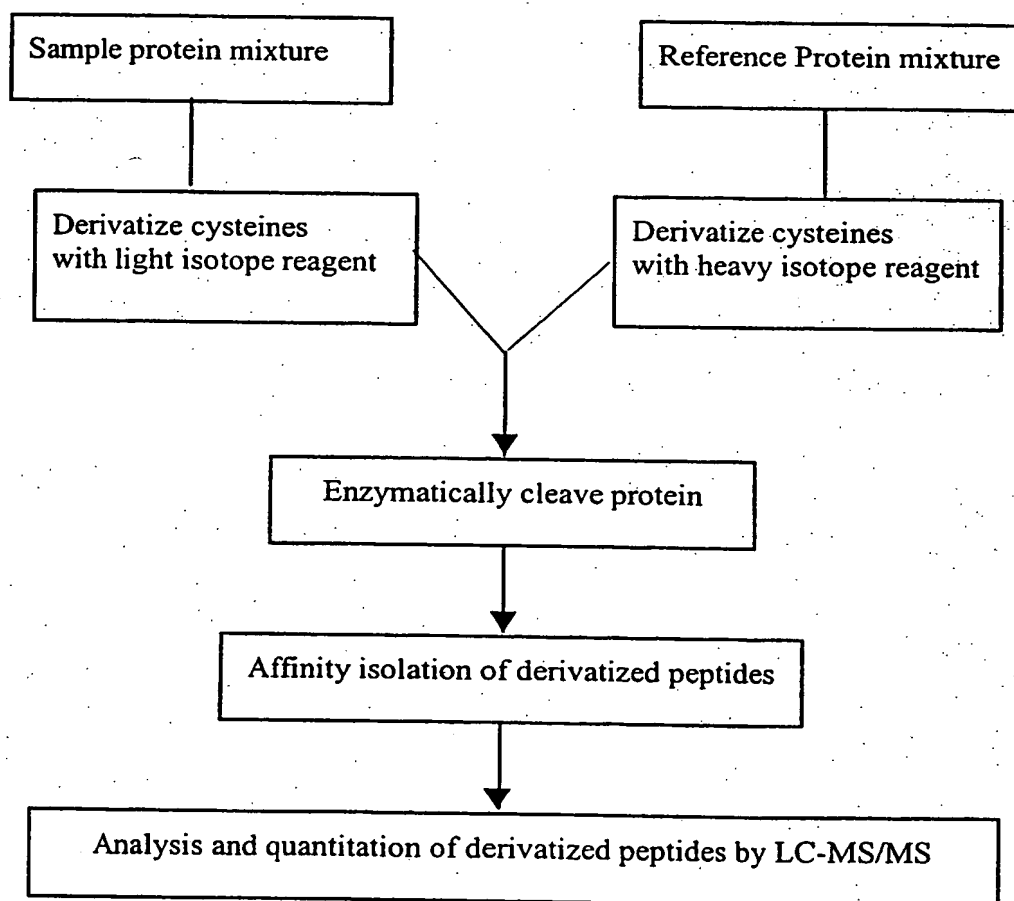 Sample protein mixture
Reference Protein mixture
Derivatize cysteines
with light isotope reagent
Derivatize cysteines
with heavy isotope reagent
Enzymatically cleave protein
Affinity isolation of derivatized peptides
Analysis and quantitation of derivatized peptides by LC-MS/MS